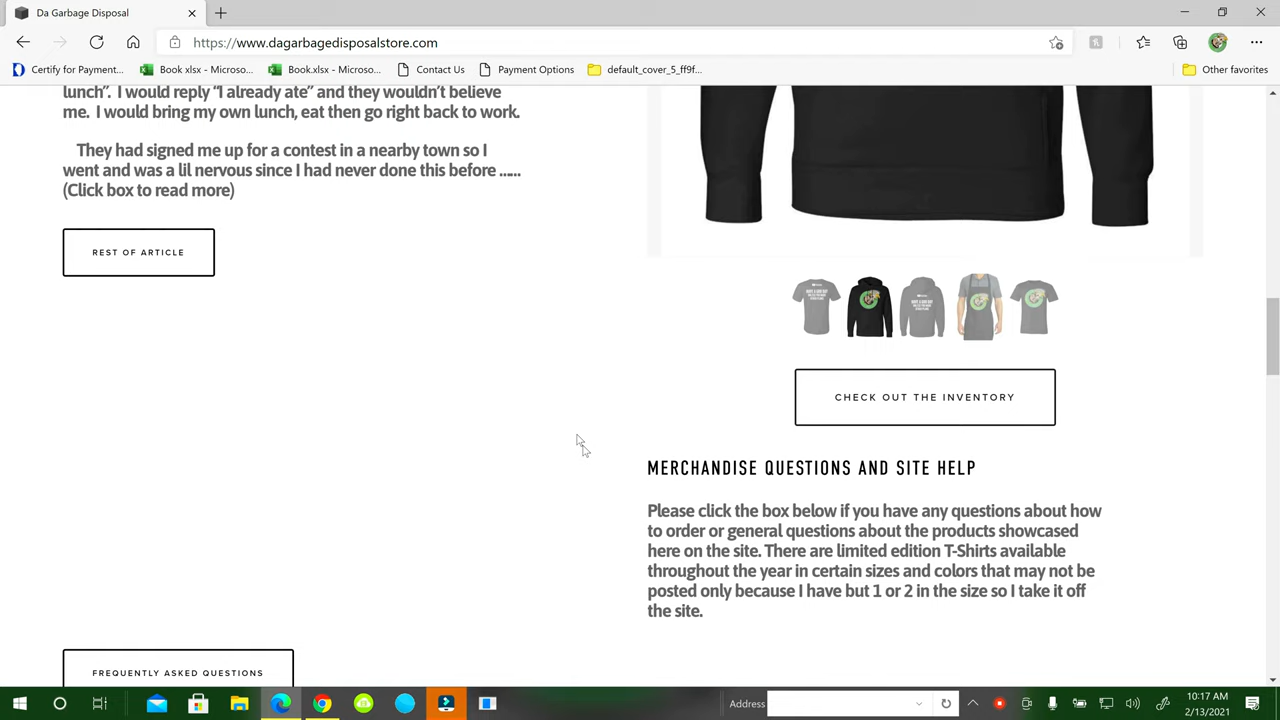 Da Garbage Disposal
https://www.dagarbagedisposalstore.com
Certify for Payment...
Book xlsx - Microso...
Book.xlsx - Microso...
Contact Us
Payment Options
default_cover_5_ff9f...
Other favorites
lunch”. I would reply “I already ate” and they wouldn’t believe
me. I would bring my own lunch, eat then go right back to work.
They had signed me up for a contest in a nearby town so I
went and was a lil nervous since I had never done this before ......
(Click box to read more)
REST OF ARTICLE
CHECK OUT THE INVENTORY
MERCHANDISE QUESTIONS AND SITE HELP
Please click the box below if you have any questions about how
to order or general questions about the products showcased
here on the site. There are limited edition T-Shirts available
throughout the year in certain sizes and colors that may not be
posted only because I have but 1 or 2 in the size so I take it off
the site.
FREQUENTLY ASKED QUESTIONS
Address
10:17 AM
2/13/2021